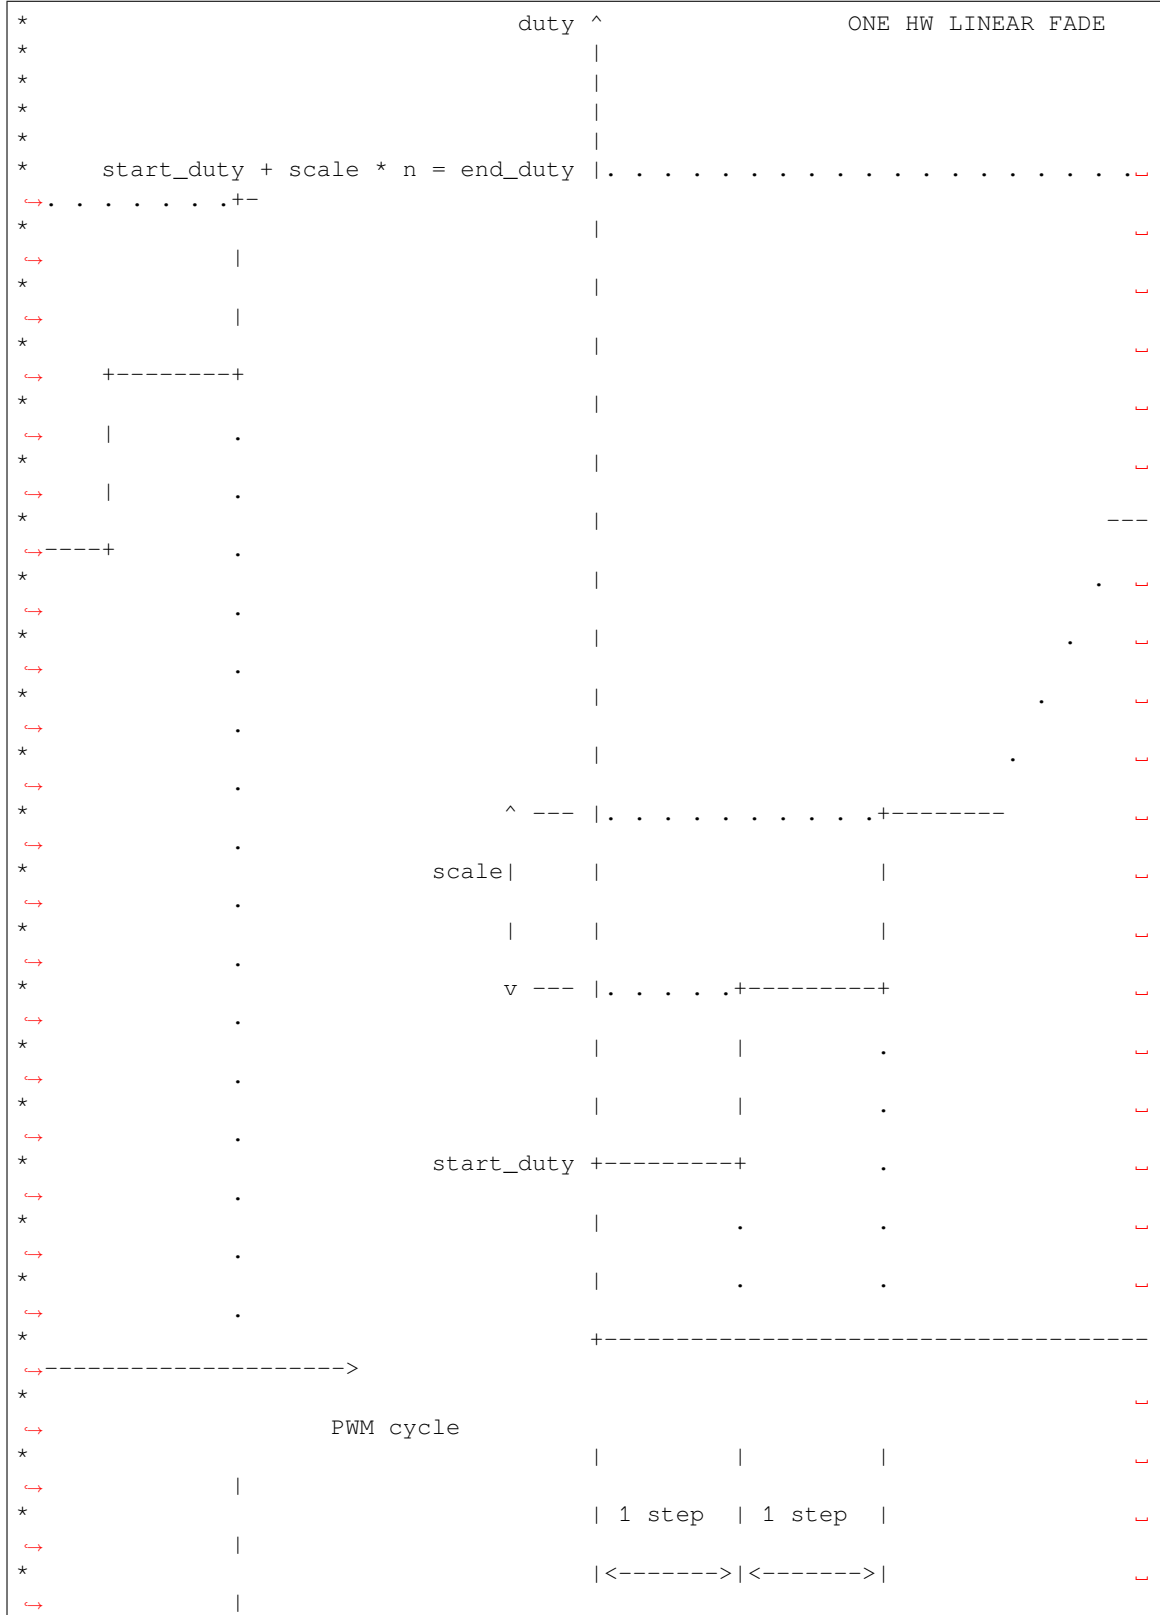 * duty ^ ONE HW LINEAR FADE
* |
* |
* |
* |
* start_duty + scale * n = end_duty |. . . . . . . . . . . . . . . . . . .␣
↪. . . . . . .+-
* | ␣
↪ |
* | ␣
↪ |
* | ␣
↪ +--------+
* | ␣
↪ | .
* | ␣
↪ | .
* | ---
↪----+ .
* | . ␣
↪ .
* | . ␣
↪ .
* | . ␣
↪ .
* | . ␣
↪ .
* ^ --- |. . . . . . . . . .+-------- ␣
↪ .
* scale| | | ␣
↪ .
* | | | ␣
↪ .
* v --- |. . . . .+---------+ ␣
↪ .
* | | . ␣
↪ .
* | | . ␣
↪ .
* start_duty +---------+ . ␣
↪ .
* | . . ␣
↪ .
* | . . ␣
↪ .
* +--------------------------------------
↪--------------------->
* ␣
↪ PWM cycle
* | | | ␣
↪ |
* | 1 step | 1 step | ␣
↪ |
* |<------->|<------->| ␣
↪ |